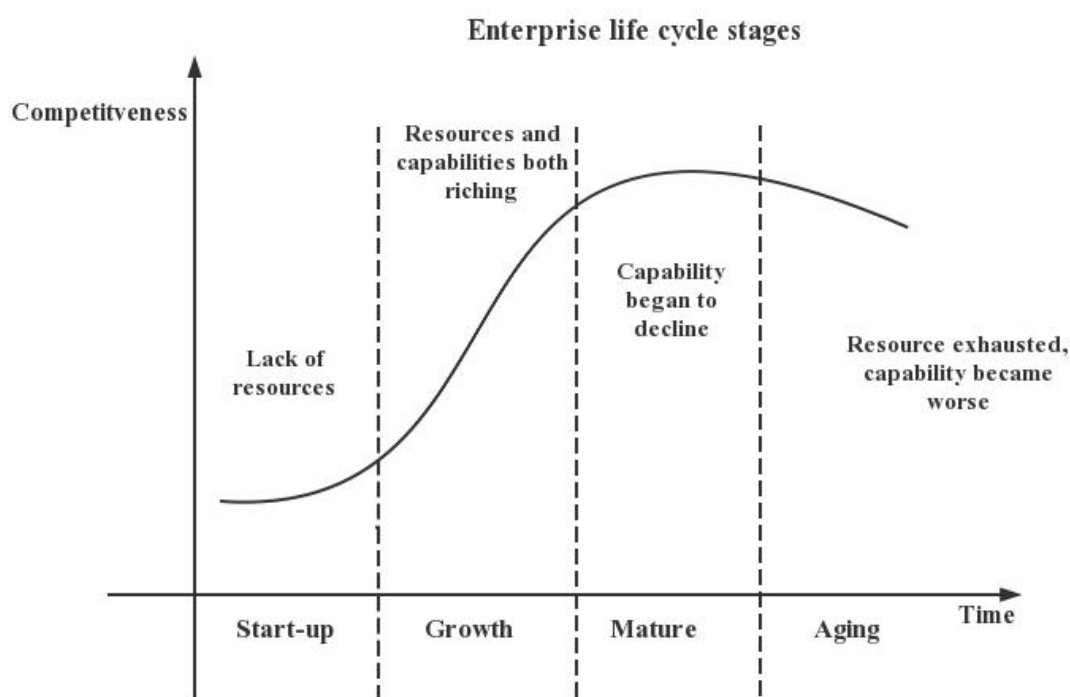 Enterprise life cycle stages
Competitveness
Resources and
capabilities both
riching
Capability
began to
decline
Lack of
resources
Resource exhausted,
capability became
worse
Time
Start-up
Growth
Mature
Aging